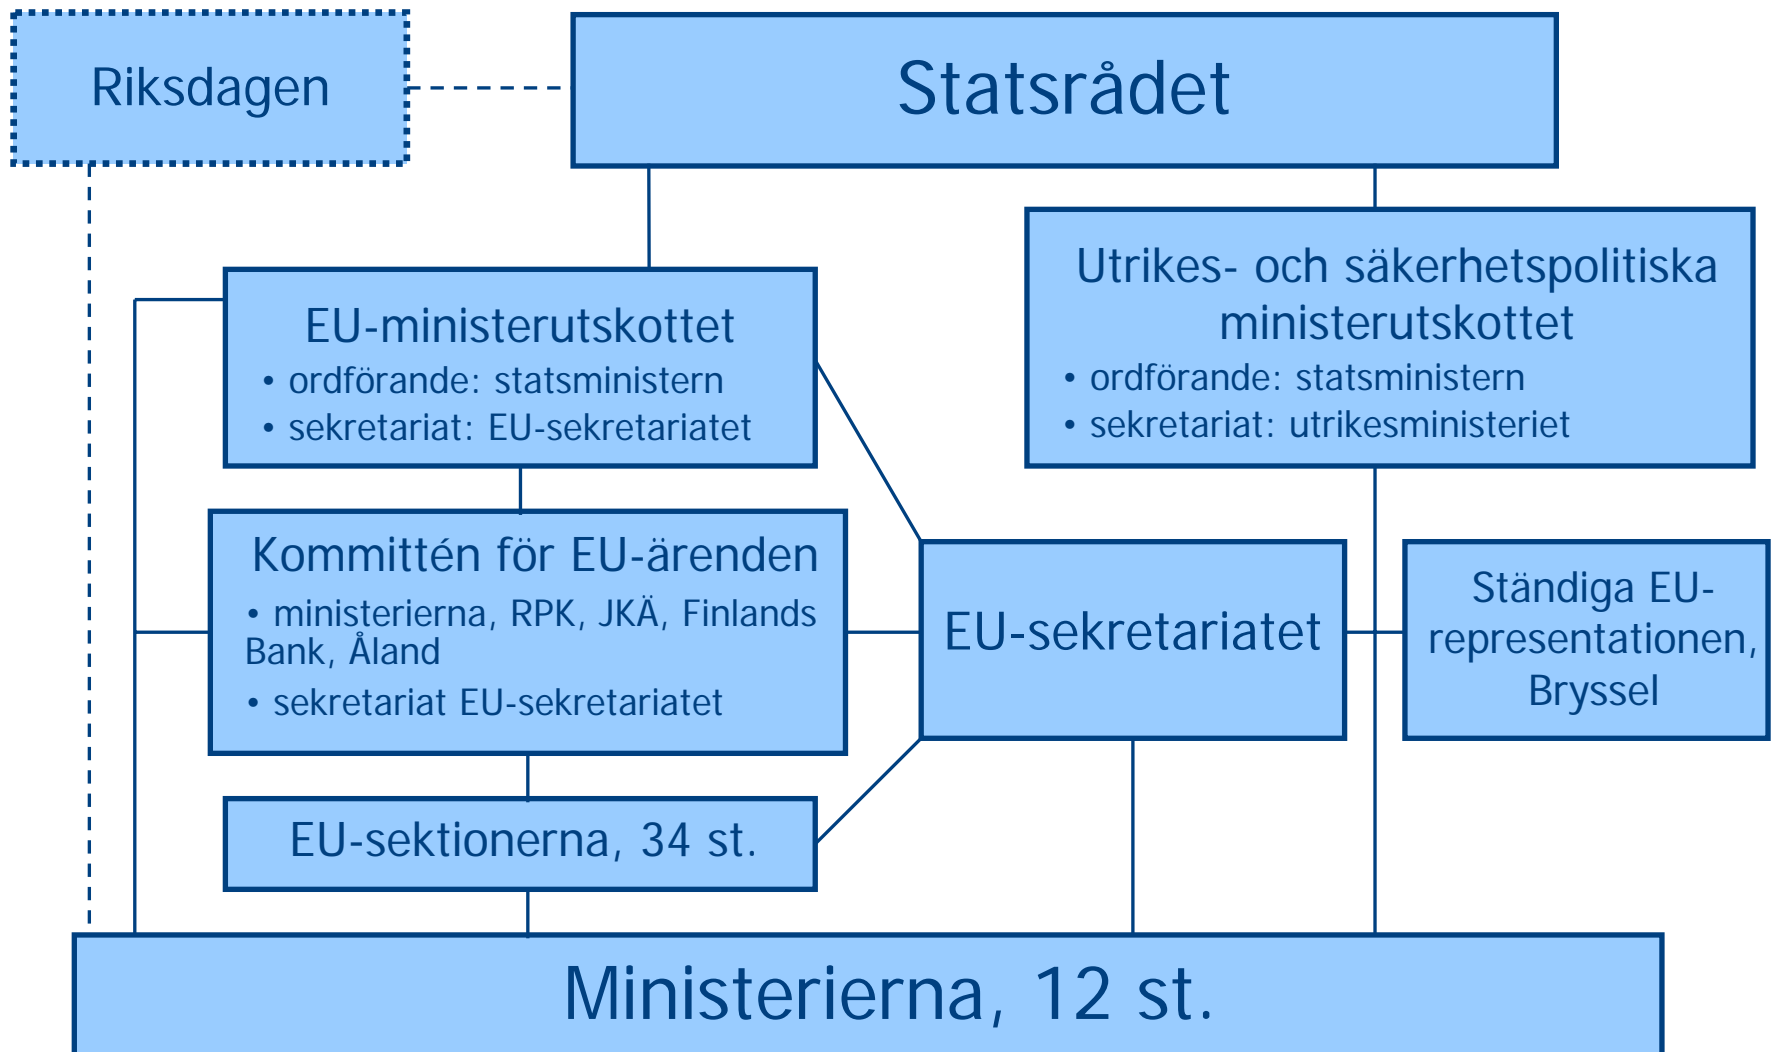 Riksdagen
Statsrådet
Utrikes- och säkerhetspolitiska
ministerutskottet
• ordförande: statsministern
• sekretariat: utrikesministeriet
EU-ministerutskottet
• ordförande: statsministern
• sekretariat: EU-sekretariatet
Kommittén för EU-ärenden
• ministerierna, RPK, JKÄ, Finlands
Bank, Åland
• sekretariat EU-sekretariatet
EU-sekretariatet
Ständiga EU-
representationen,
Bryssel
EU-sektionerna, 34 st.
Ministerierna, 12 st.